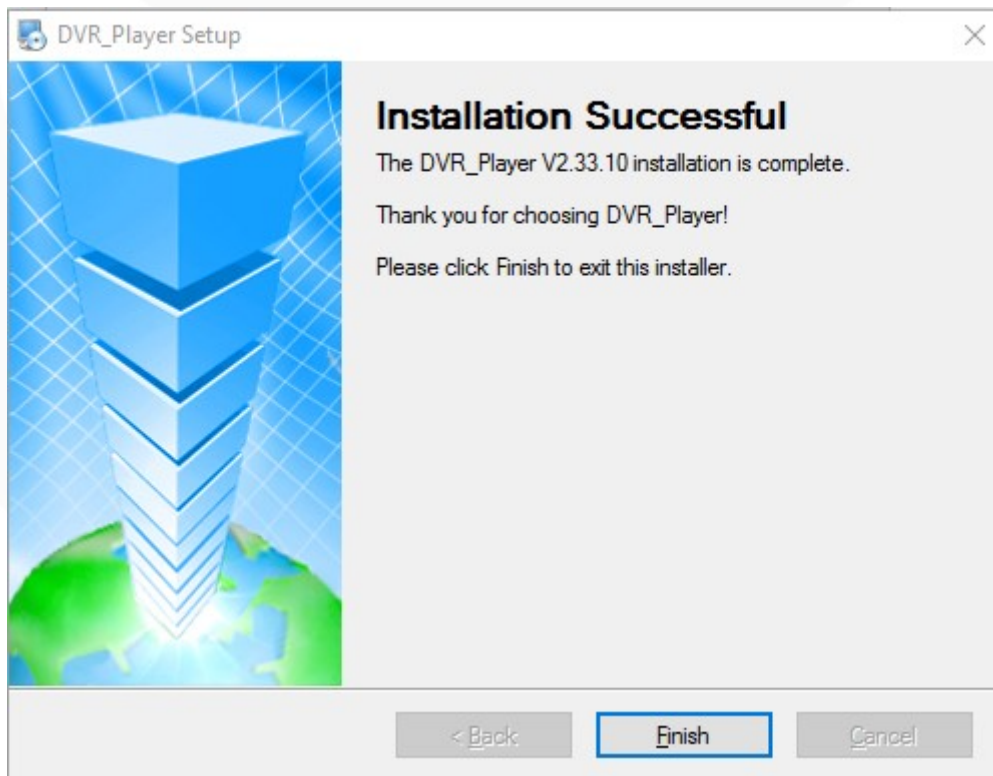 DVR_Player Setup
Installation Successful
The DVR_Player V2.33.10 installation is complete.
Thank you for choosing DVR_Player!
Please click Finish to exit this installer.
< Back
Finish
Cancel